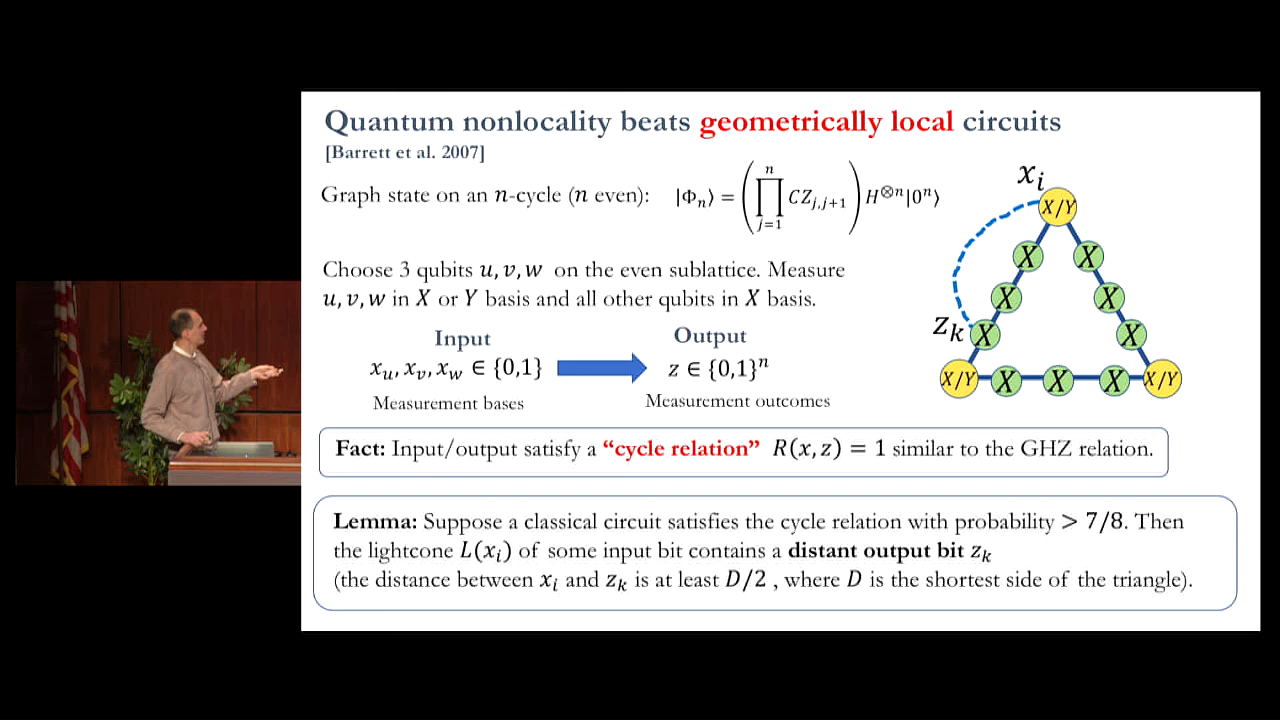 Quantum nonlocality beats geometrically local circuits
[Barrett et al. 2007]
Graph state on an n-cycle (n even): |Φₙ⟩ = (∏ⱼ₌₁ⁿ CZⱼ,ⱼ₊₁) H^⊗n|0ⁿ⟩
Choose 3 qubits u, v, w on the even sublattice. Measure
u, v, w in X or Y basis and all other qubits in X basis.
Input
Output
x_u, x_v, x_w ∈ {0,1}
z ∈ {0,1}ⁿ
Measurement bases
Measurement outcomes
x_i
X/Y
X X
X X
z_k X X
X/Y X X X X/Y
Fact: Input/output satisfy a “cycle relation” R(x, z) = 1 similar to the GHZ relation.
Lemma: Suppose a classical circuit satisfies the cycle relation with probability > 7/8. Then
the lightcone L(x_i) of some input bit contains a distant output bit z_k
(the distance between x_i and z_k is at least D/2 , where D is the shortest side of the triangle).